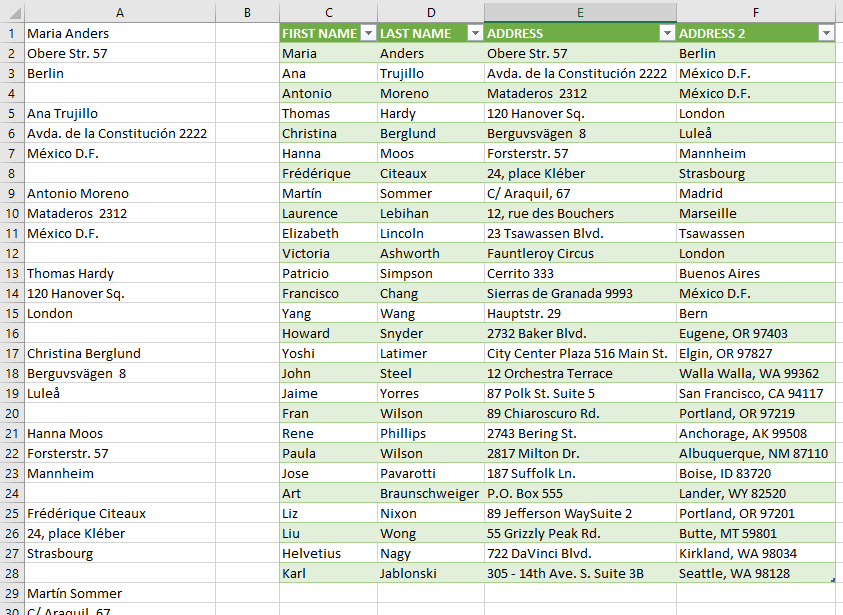 A B C D E F
1 Maria Anders FIRST NAME LAST NAME ADDRESS ADDRESS 2
2 Obere Str. 57 Maria Anders Obere Str. 57 Berlin
3 Berlin Ana Trujillo Avda. de la Constitución 2222 México D.F.
4 Antonio Moreno Mataderos  2312 México D.F.
5 Ana Trujillo Thomas Hardy 120 Hanover Sq. London
6 Avda. de la Constitución 2222 Christina Berglund Berguvsvägen  8 Luleå
7 México D.F. Hanna Moos Forsterstr. 57 Mannheim
8 Frédérique Citeaux 24, place Kléber Strasbourg
9 Antonio Moreno Martín Sommer C/ Araquil, 67 Madrid
10 Mataderos  2312 Laurence Lebihan 12, rue des Bouchers Marseille
11 México D.F. Elizabeth Lincoln 23 Tsawassen Blvd. Tsawassen
12 Victoria Ashworth Fauntleroy Circus London
13 Thomas Hardy Patricio Simpson Cerrito 333 Buenos Aires
14 120 Hanover Sq. Francisco Chang Sierras de Granada 9993 México D.F.
15 London Yang Wang Hauptstr. 29 Bern
16 Howard Snyder 2732 Baker Blvd. Eugene, OR 97403
17 Christina Berglund Yoshi Latimer City Center Plaza 516 Main St. Elgin, OR 97827
18 Berguvsvägen  8 John Steel 12 Orchestra Terrace Walla Walla, WA 99362
19 Luleå Jaime Yorres 87 Polk St. Suite 5 San Francisco, CA 94117
20 Fran Wilson 89 Chiaroscuro Rd. Portland, OR 97219
21 Hanna Moos Rene Phillips 2743 Bering St. Anchorage, AK 99508
22 Forsterstr. 57 Paula Wilson 2817 Milton Dr. Albuquerque, NM 87110
23 Mannheim Jose Pavarotti 187 Suffolk Ln. Boise, ID 83720
24 Art Braunschweiger P.O. Box 555 Lander, WY 82520
25 Frédérique Citeaux Liz Nixon 89 Jefferson WaySuite 2 Portland, OR 97201
26 24, place Kléber Liu Wong 55 Grizzly Peak Rd. Butte, MT 59801
27 Strasbourg Helvetius Nagy 722 DaVinci Blvd. Kirkland, WA 98034
28 Karl Jablonski 305 - 14th Ave. S. Suite 3B Seattle, WA 98128
29 Martín Sommer
30 C/ Araquil, 67